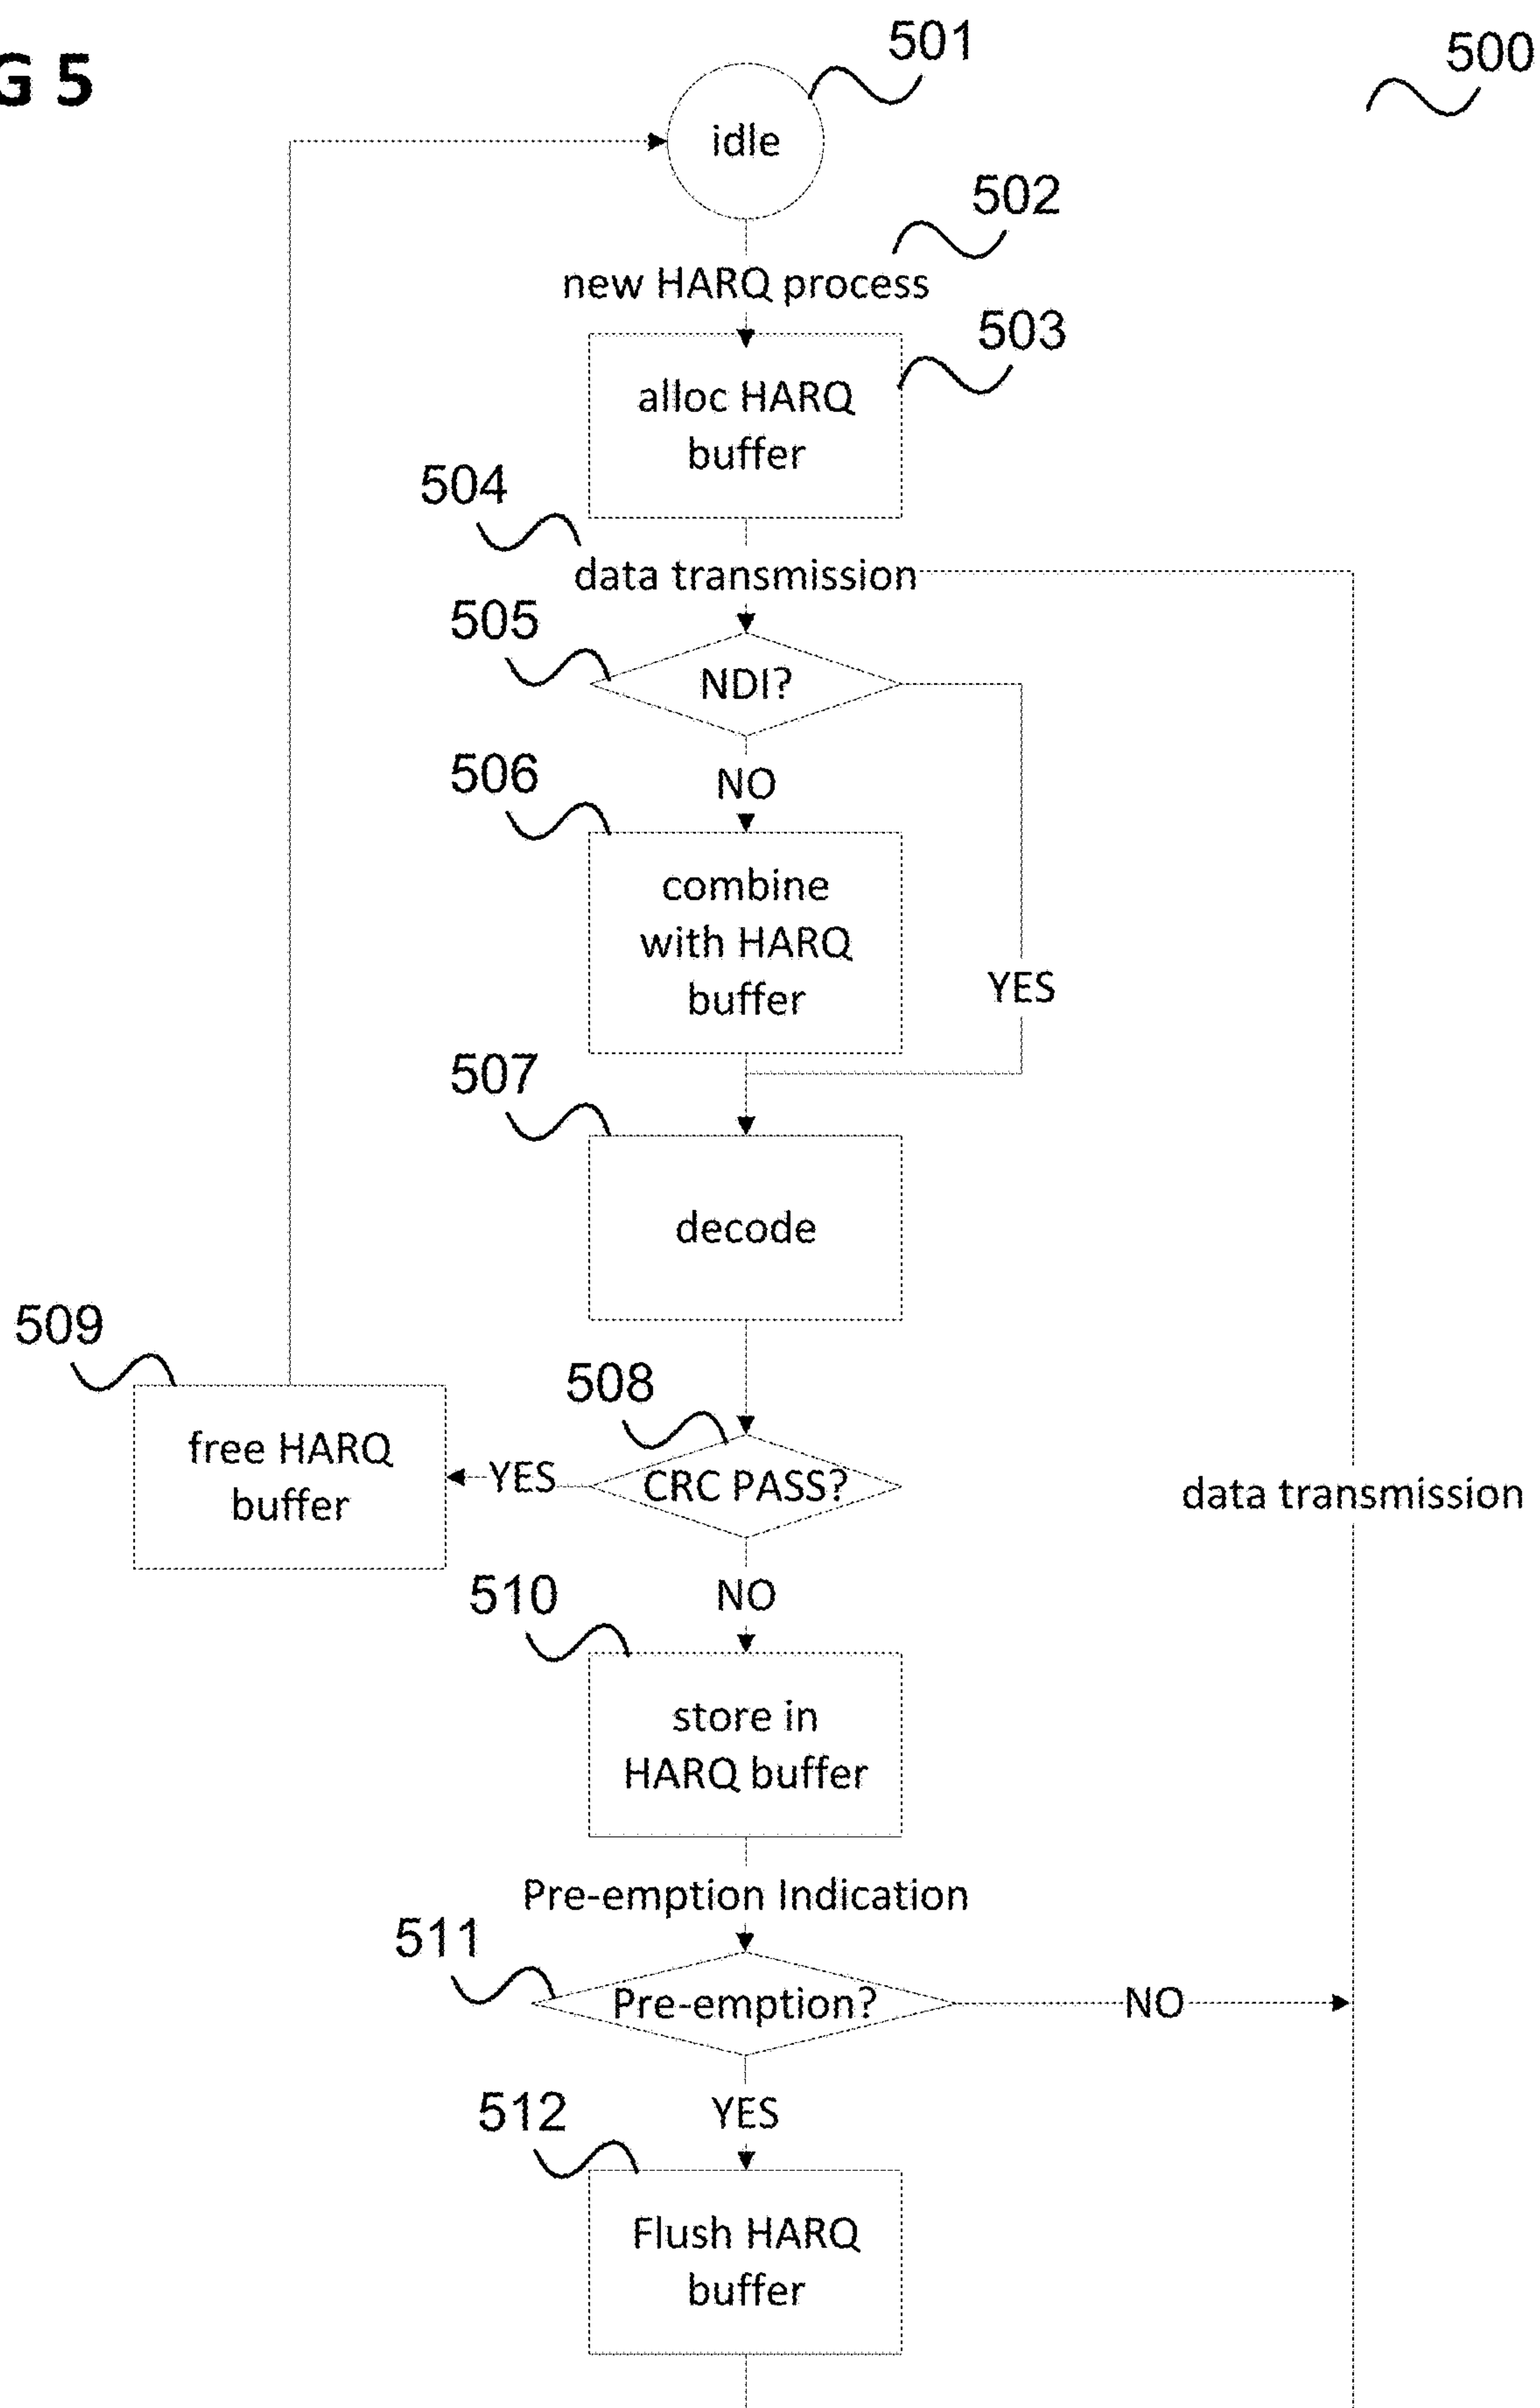 G 5
501
500
idle
502
new HARQ process
503
alloc HARQ
buffer
504
data transmission
505
NDI?
506
NO
combine
with HARQ
buffer
YES
507
decode
509
508
free HARQ
buffer
YES
CRC PASS?
data transmission
510
NO
store in
HARQ buffer
Pre-emption Indication
511
Pre-emption?
NO
512
YES
Flush HARQ
buffer